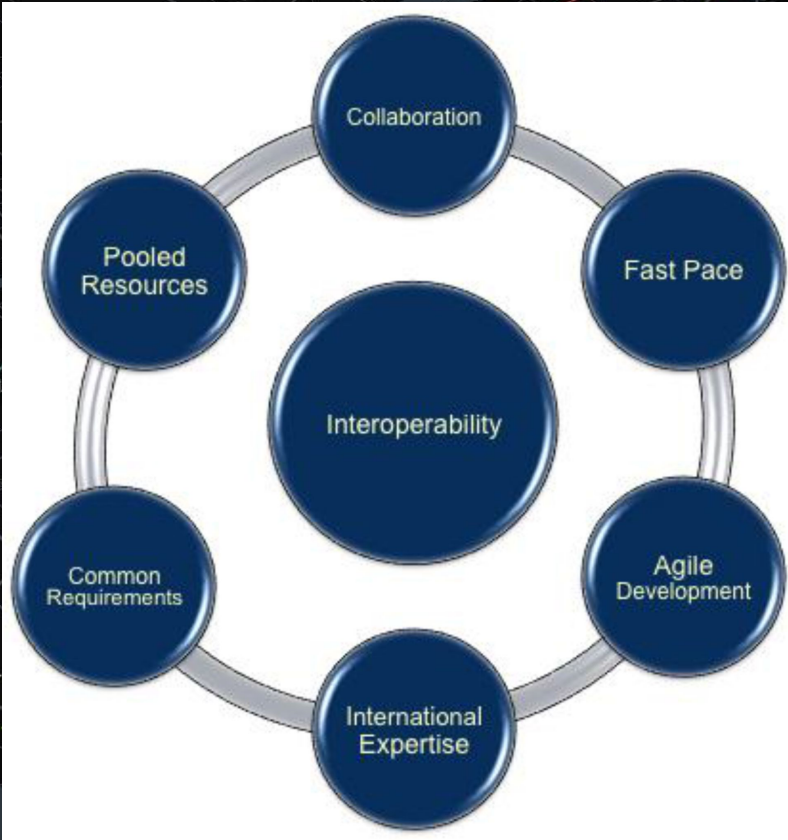 Collaboration
Fast Pace
Agile
Development
International
Expertise
Common
Requirements
Pooled
Resources
Interoperability